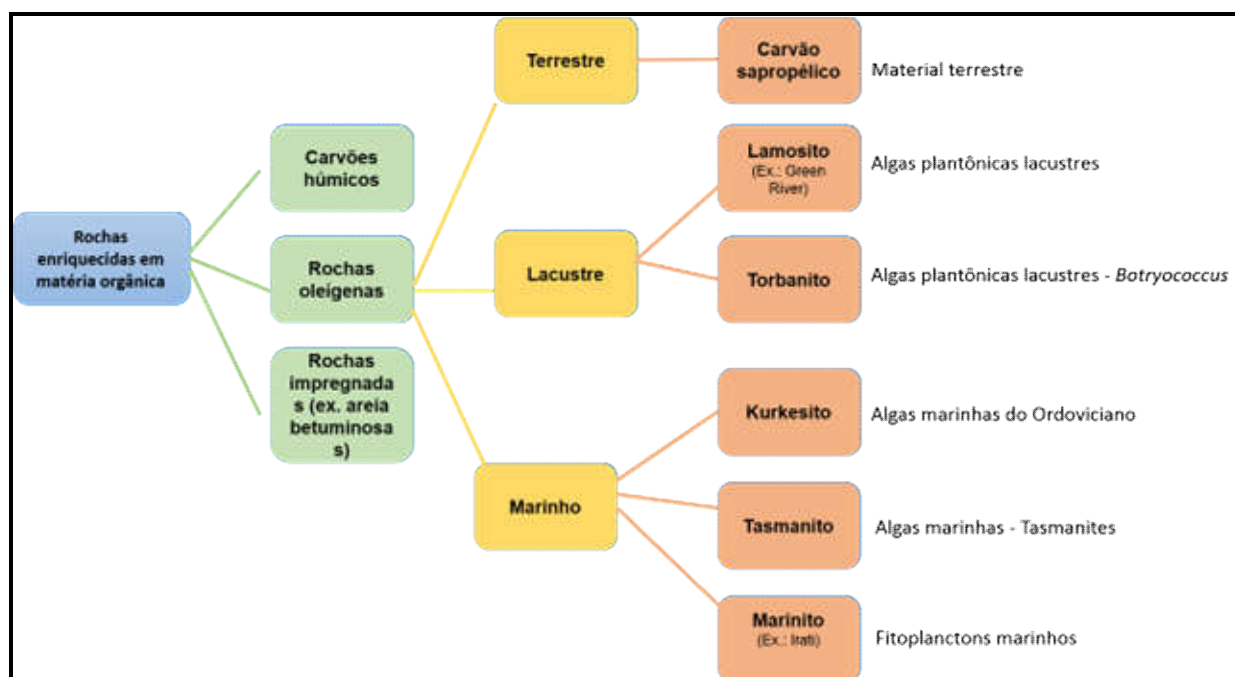 Rochas
enriquecidas em
matéria orgânica
Carvões
húmicos
Rochas
oleígenas
Rochas
impregnada
s (ex. areia
betuminosa
s)
Terrestre
Lacustre
Marinho
Carvão
sapropélico
Material terrestre
Lamosito
(Ex.: Green
River)
Algas plantônicas lacustres
Torbanito
Algas plantônicas lacustres - Botryococcus
Kurkesito
Algas marinhas do Ordoviciano
Tasmanito
Algas marinhas - Tasmanites
Marinito
(Ex.: Irati)
Fitoplanctons marinhos